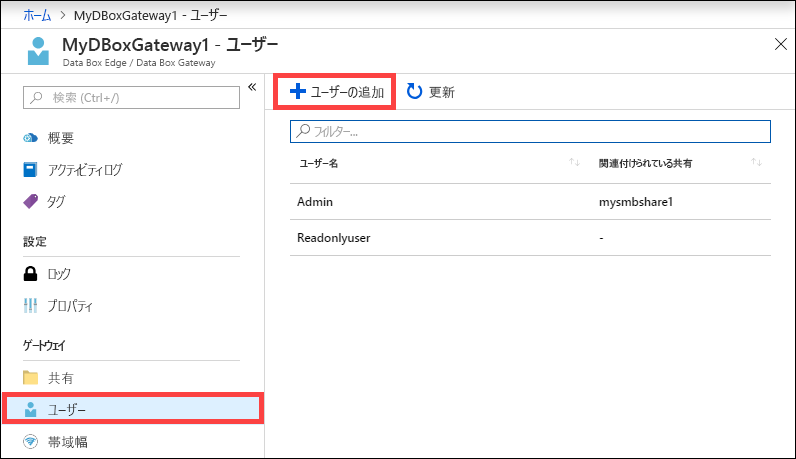 ホーム > MyDBoxGateway1 - ユーザー
MyDBoxGateway1 - ユーザー
Data Box Edge / Data Box Gateway
検索 (Ctrl+/)
概要
アクティビティ ログ
タグ
設定
ロック
プロパティ
ゲートウェイ
共有
ユーザー
帯域幅
ユーザーの追加 更新
フィルター...
ユーザー名 関連付けられている共有
Admin mysmbshare1
Readonlyuser -